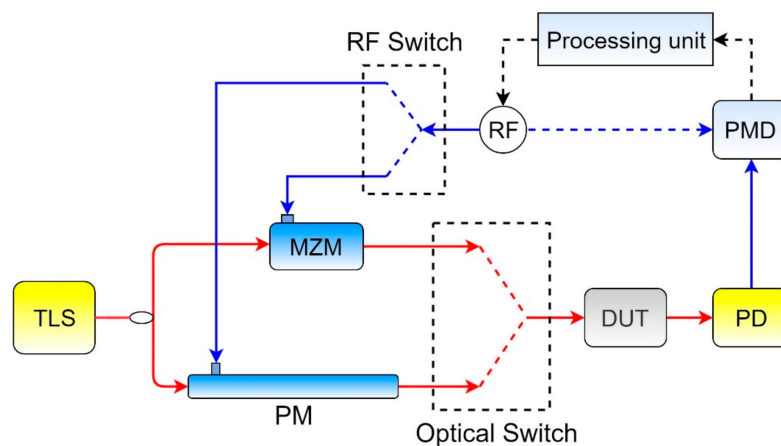 RF Switch
Processing unit
RF
PMD
MZM
TLS
DUT
PD
PM
Optical Switch